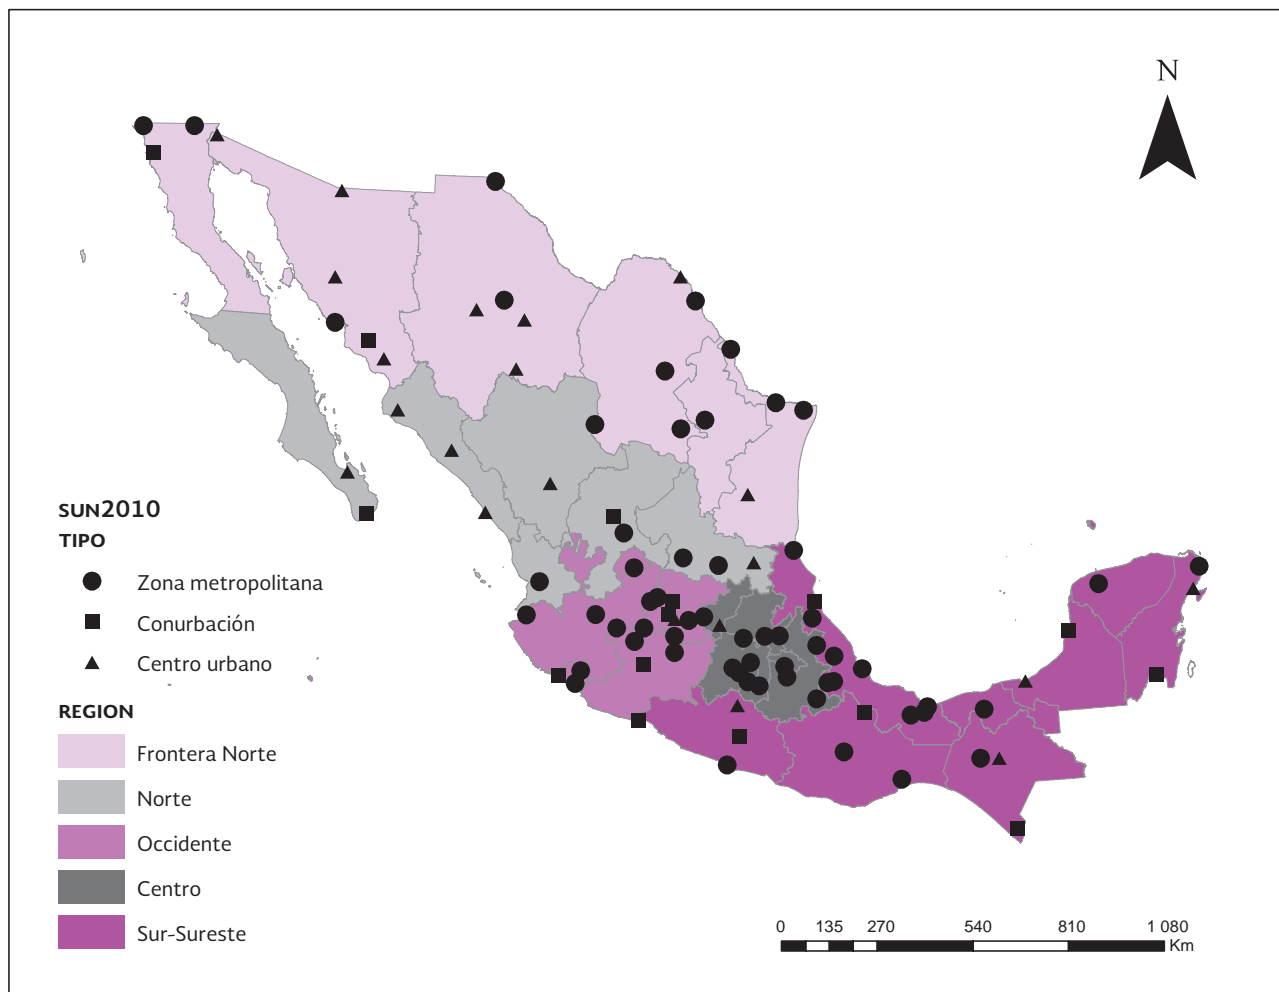 N
SUN2010
TIPO
Zona metropolitana
Conurbación
Centro urbano
REGION
Frontera Norte
Norte
Occidente
Centro
Sur-Sureste
0 135 270 540 810 1 080
Km